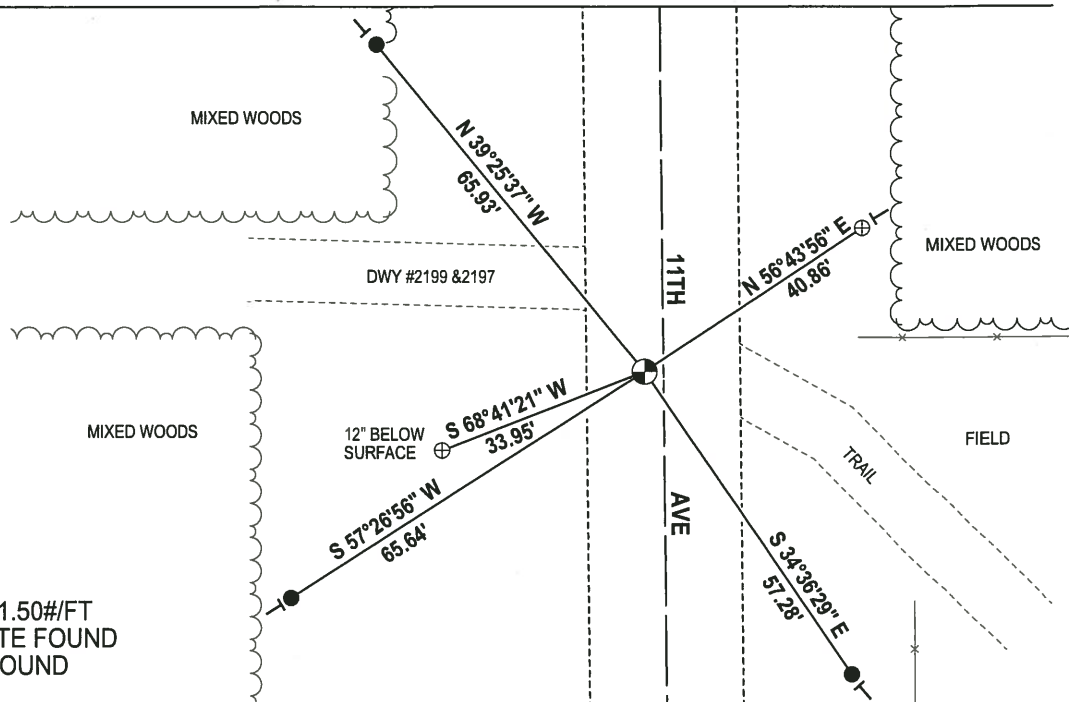 MIXED WOODS
N 39°25'37" W
65.93'
DWY #2199 &2197
11TH
N 56°43'56" E
40.86'
MIXED WOODS
MIXED WOODS
12" BELOW
SURFACE
S 68°41'21" W
33.95'
S 57°26'56" W
65.64'
AVE
TRAIL
FIELD
S 34°36'29" E
57.28'
1.50#/FT
TE FOUND
OUND